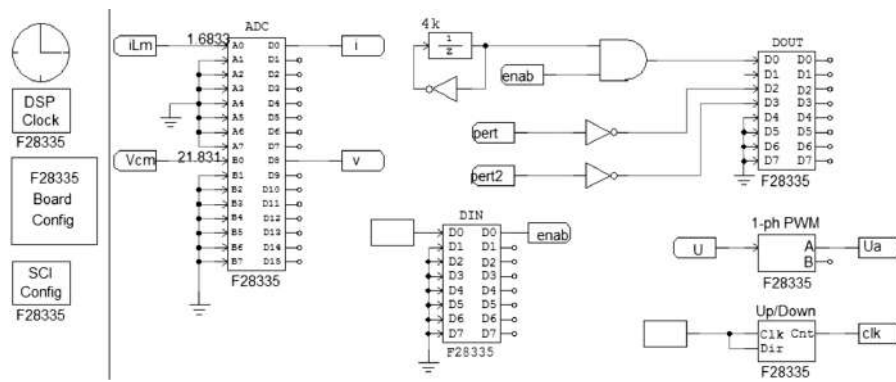 DSP
Clock
F28335
F28335
Board
Config
SCI
Config
F28335
iLm
1.6833
ADC
A0 D0
A1 D1
A2 D2
A3 D3
A4 D4
A5 D5
A6 D6
A7 D7
B0 D8
B1 D9
B2 D10
B3 D11
B4 D12
B5 D13
B6 D14
B7 D15
F28335
i
Vcm
21.831
v
4k
1
z
enab
pert
pert2
DOUT
D0 D0
D1 D1
D2 D2
D3 D3
D4 D4
D5 D5
D6 D6
D7 D7
F28335
DIN
D0 D0
D1 D1
D2 D2
D3 D3
D4 D4
D5 D5
D6 D6
D7 D7
F28335
enab
1-ph PWM
U
A
B
Ua
F28335
Up/Down
Clk Cnt
Dir
clk
F28335